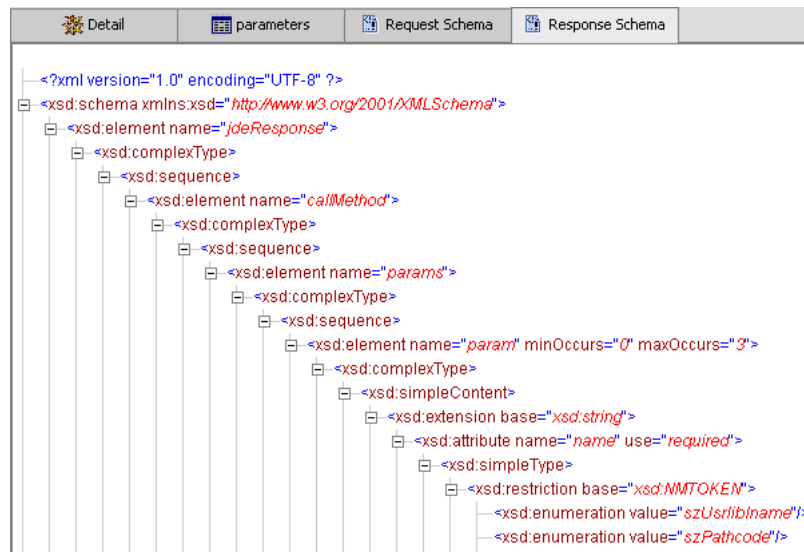 Detail parameters Request Schema Response Schema
<?xml version="1.0" encoding="UTF-8" ?>
<xsd:schema xmlns:xsd="http://www.w3.org/2001/XMLSchema">
<xsd:element name="jdeResponse">
<xsd:complexType>
<xsd:sequence>
<xsd:element name="callMethod">
<xsd:complexType>
<xsd:sequence>
<xsd:element name="params">
<xsd:complexType>
<xsd:sequence>
<xsd:element name="param" minOccurs="0" maxOccurs="3">
<xsd:complexType>
<xsd:simpleContent>
<xsd:extension base="xsd:string">
<xsd:attribute name="name" use="required">
<xsd:simpleType>
<xsd:restriction base="xsd:NMTOKEN">
<xsd:enumeration value="szUsrliblname"/>
<xsd:enumeration value="szPathcode"/>